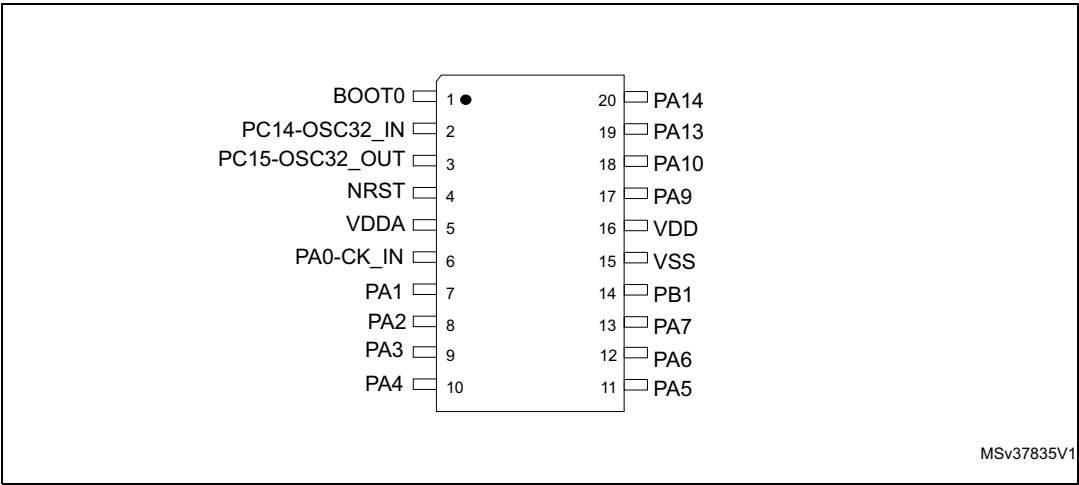 BOOT0 1 20 PA14
PC14-OSC32_IN 2 19 PA13
PC15-OSC32_OUT 3 18 PA10
NRST 4 17 PA9
VDDA 5 16 VDD
PA0-CK_IN 6 15 VSS
PA1 7 14 PB1
PA2 8 13 PA7
PA3 9 12 PA6
PA4 10 11 PA5
MSv37835V1